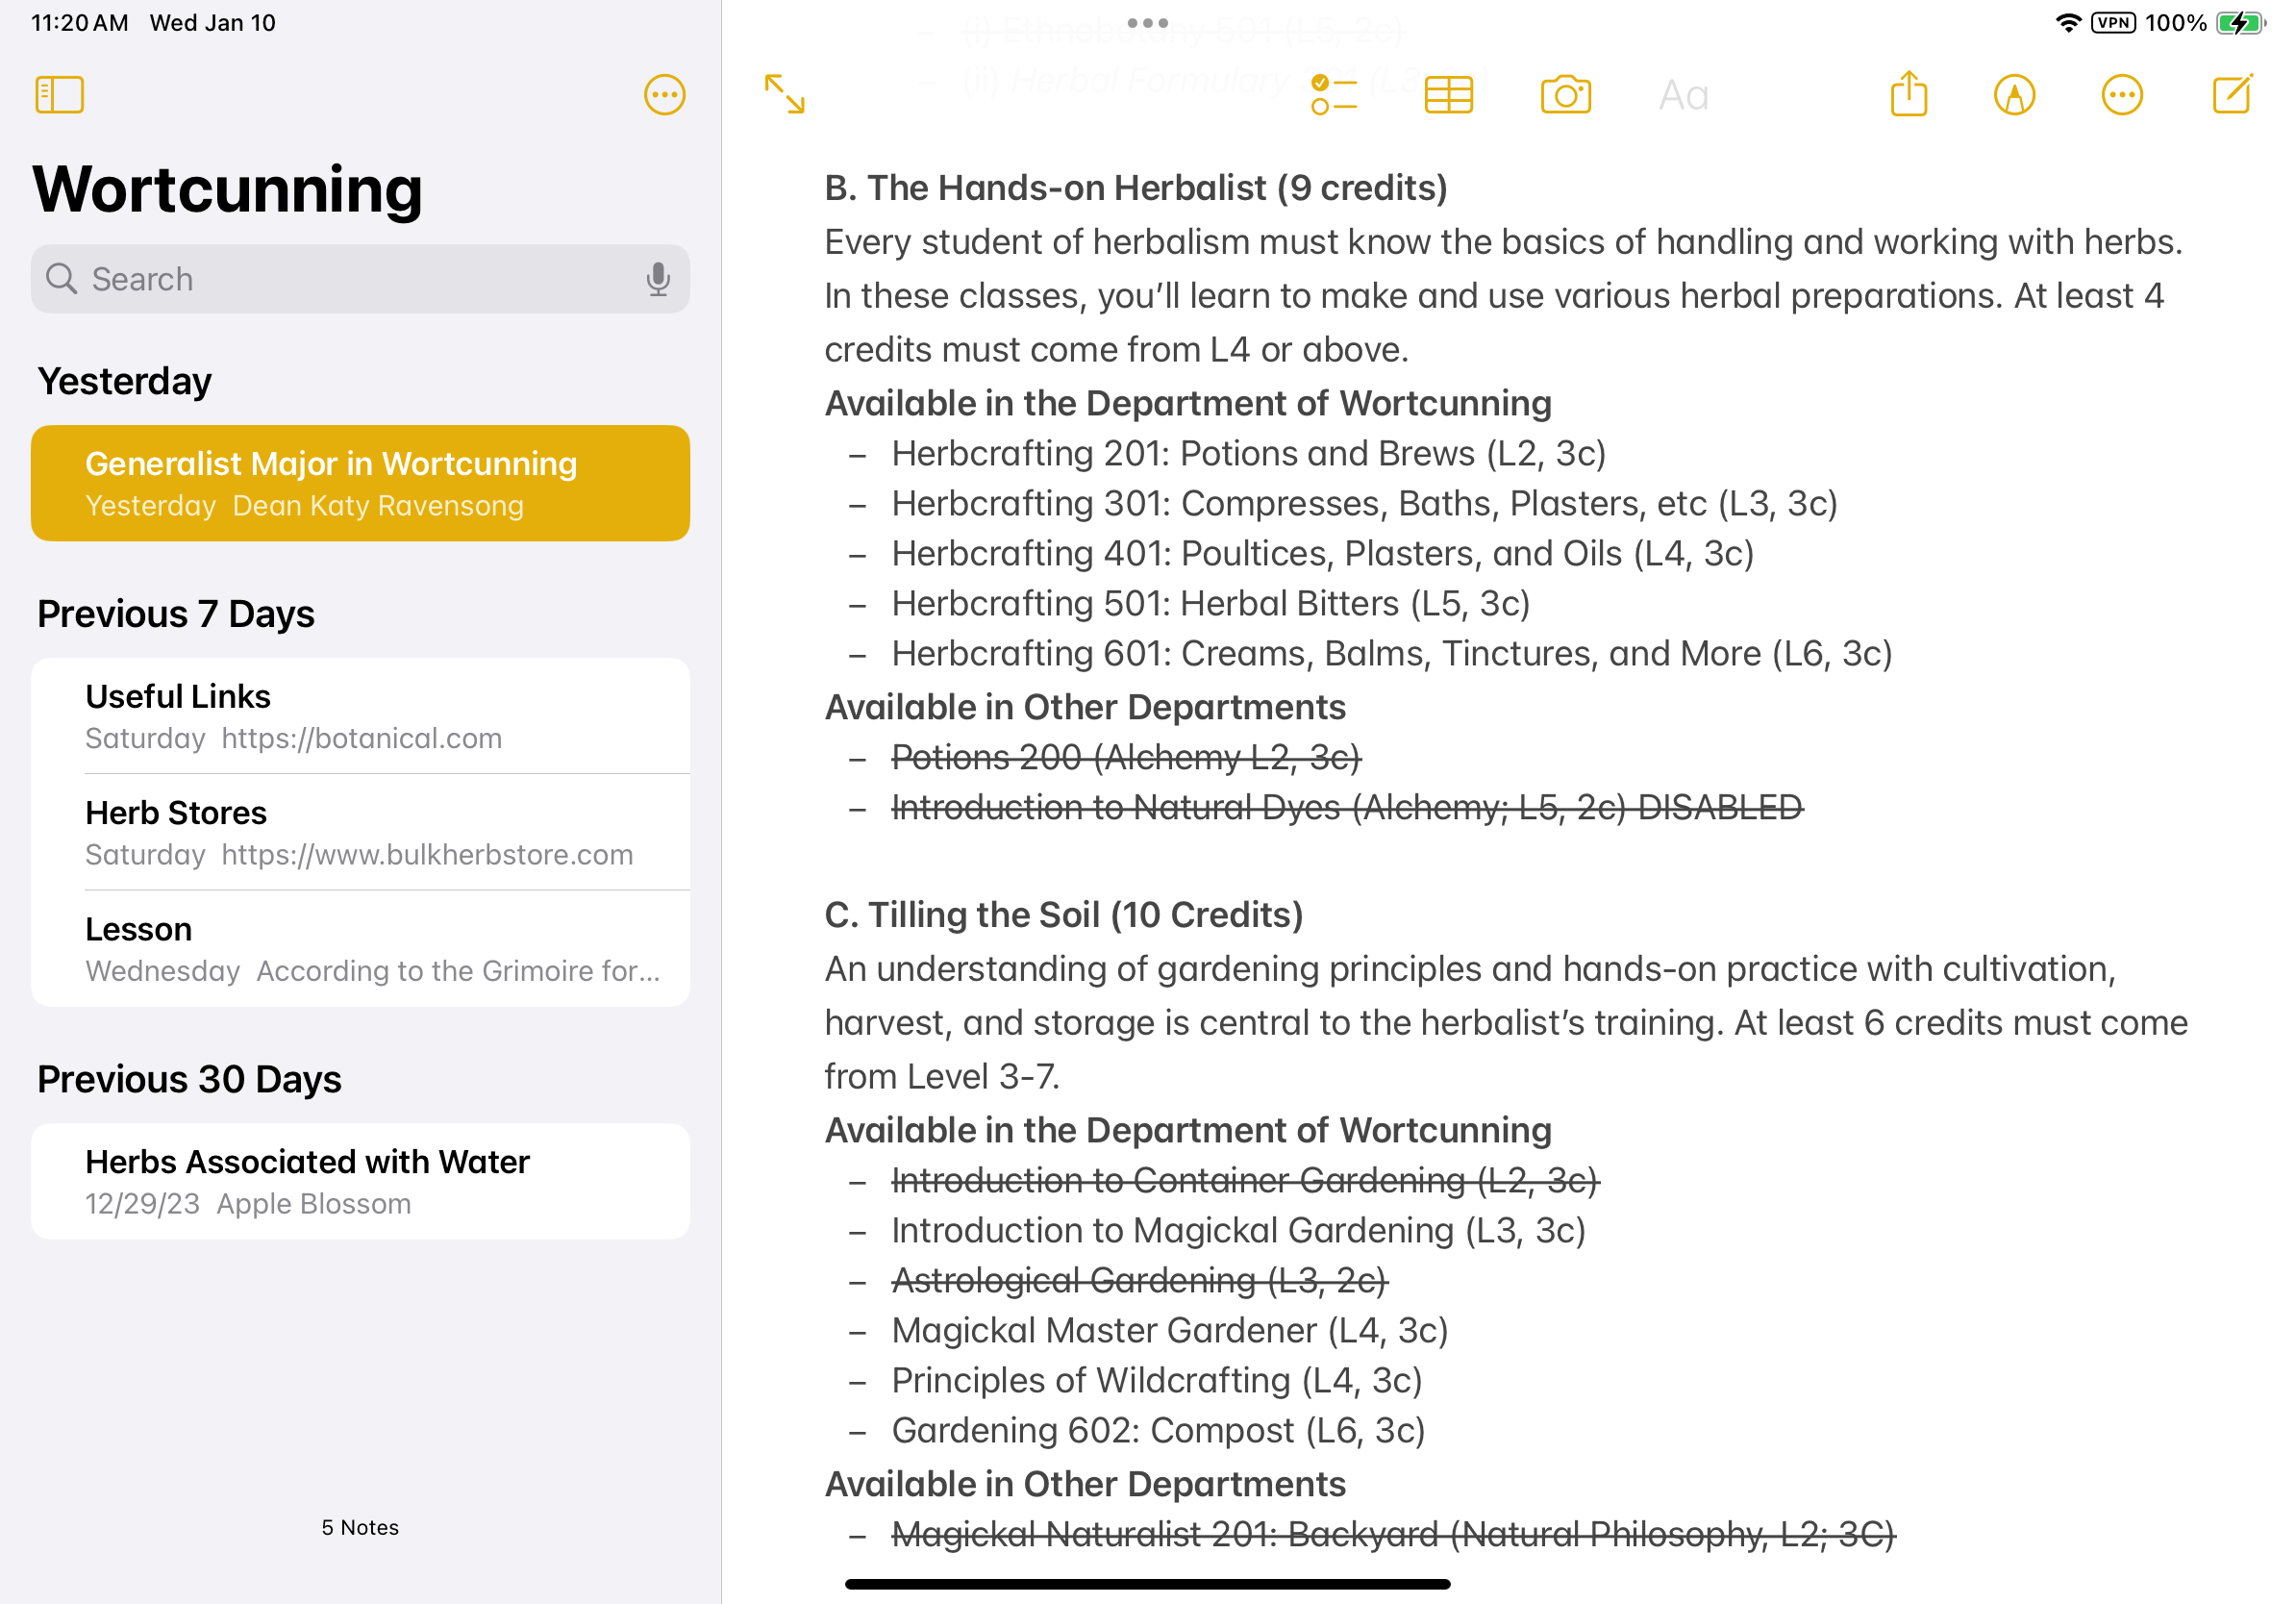 11:20 AM Wed Jan 10
VPN 100%
Wortcunning
Search
Yesterday
Generalist Major in Wortcunning
Yesterday Dean Katy Ravensong
Previous 7 Days
Useful Links
Saturday https://botanical.com
Herb Stores
Saturday https://www.bulkherbstore.com
Lesson
Wednesday According to the Grimoire for...
Previous 30 Days
Herbs Associated with Water
12/29/23 Apple Blossom
5 Notes
(i) Ethnobotany 501 (L5, 2c)
(ii) Herbal Formulary (L3
Aa
B. The Hands-on Herbalist (9 credits)
Every student of herbalism must know the basics of handling and working with herbs.
In these classes, you’ll learn to make and use various herbal preparations. At least 4
credits must come from L4 or above.
Available in the Department of Wortcunning
– Herbcrafting 201: Potions and Brews (L2, 3c)
– Herbcrafting 301: Compresses, Baths, Plasters, etc (L3, 3c)
– Herbcrafting 401: Poultices, Plasters, and Oils (L4, 3c)
– Herbcrafting 501: Herbal Bitters (L5, 3c)
– Herbcrafting 601: Creams, Balms, Tinctures, and More (L6, 3c)
Available in Other Departments
– Potions 200 (Alchemy L2, 3c)
– Introduction to Natural Dyes (Alchemy; L5, 2c) DISABLED
C. Tilling the Soil (10 Credits)
An understanding of gardening principles and hands-on practice with cultivation,
harvest, and storage is central to the herbalist’s training. At least 6 credits must come
from Level 3-7.
Available in the Department of Wortcunning
– Introduction to Container Gardening (L2, 3c)
– Introduction to Magickal Gardening (L3, 3c)
– Astrological Gardening (L3, 2c)
– Magickal Master Gardener (L4, 3c)
– Principles of Wildcrafting (L4, 3c)
– Gardening 602: Compost (L6, 3c)
Available in Other Departments
– Magickal Naturalist 201: Backyard (Natural Philosophy, L2; 3C)